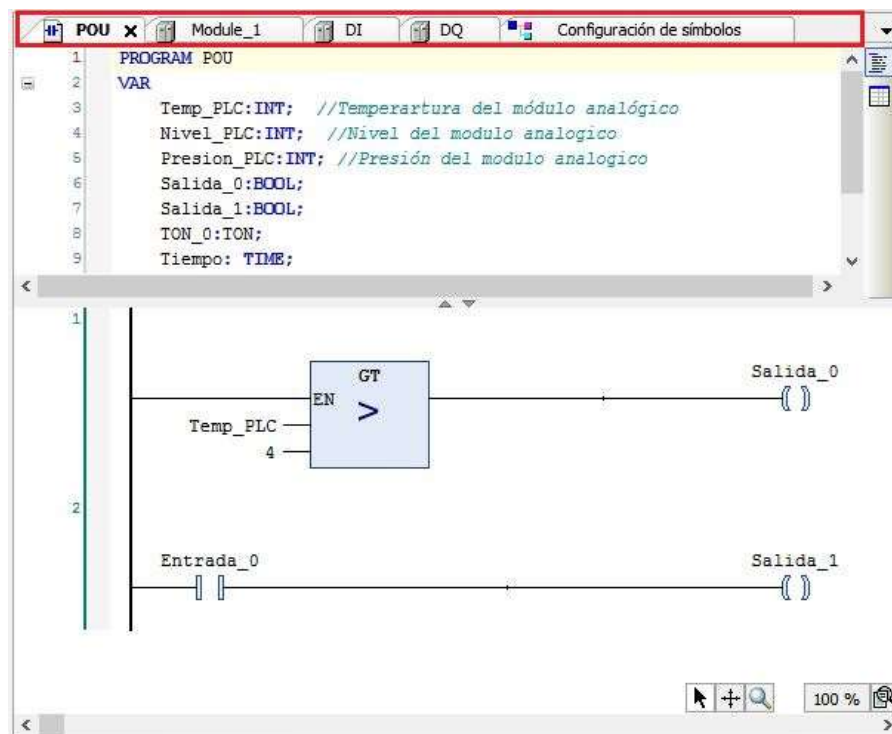 POU Module_1 DI DQ Configuración de símbolos
1 PROGRAM POU
2 VAR
3 Temp_PLC:INT; //Temperartura del módulo analógico
4 Nivel_PLC:INT; //Nivel del modulo analogico
5 Presion_PLC:INT; //Presión del modulo analogico
6 Salida_0:BOOL;
7 Salida_1:BOOL;
8 TON_0:TON;
9 Tiempo: TIME;
1
GT
Salida_0
EN >
Temp_PLC
4
2
Entrada_0 Salida_1
100 %